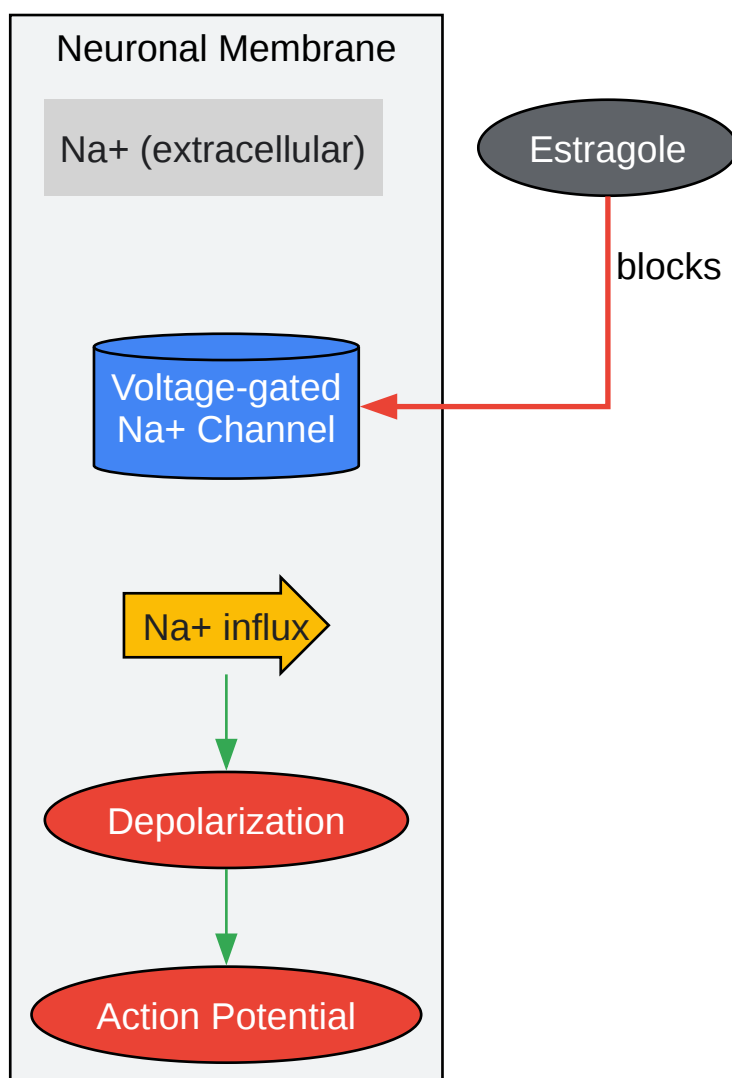 Neuronal Membrane
Na+ (extracellular)
Estragole
blocks
Voltage-gated
Na+ Channel
Na+ influx
Depolarization
Action Potential